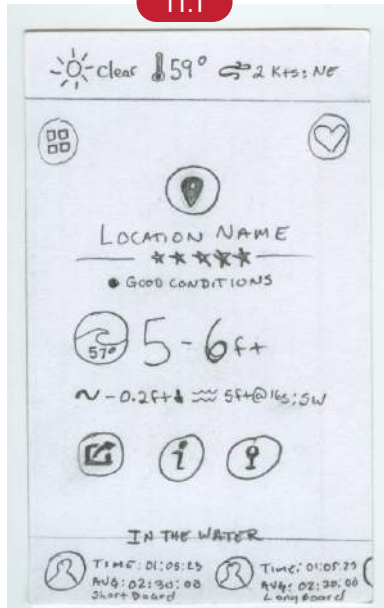 11.1
Clear 59° 2 Kts: NE
LOCATION NAME
GOOD CONDITIONS
57° 5-6ft
-0.2ft 5ft@16s; SW
i
IN THE WATER
TIME: 01:05:23 Time: 01:05:23
AVG: 02:30:00 AVG: 02:30:00
Short Board Long Board